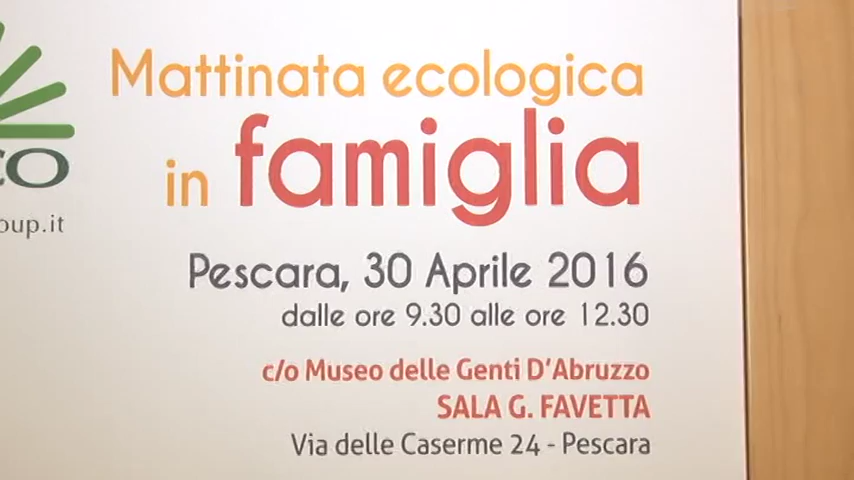 Mattinata ecologica
in famiglia
Pescara, 30 Aprile 2016
dalle ore 9.30 alle ore 12.30
c/o Museo delle Genti D'Abruzzo
SALA G. FAVETTA
Via delle Caserme 24 - Pescara